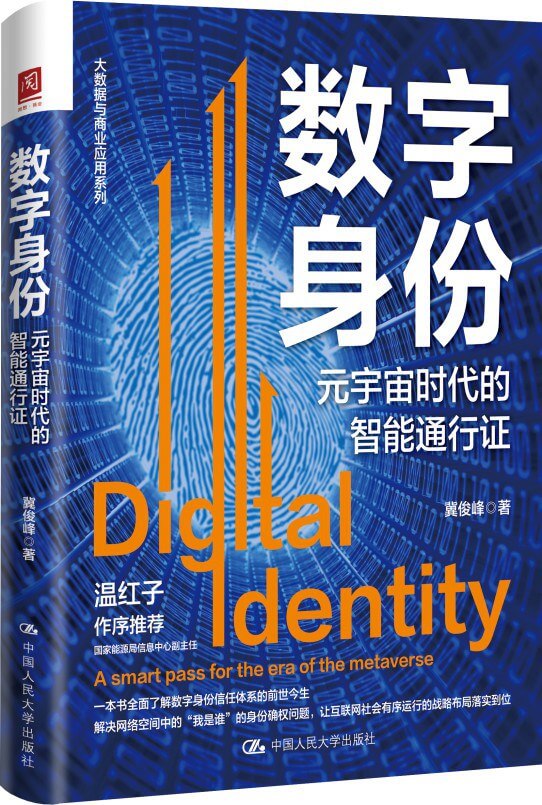 阅
阅想·商业
数字身份
元宇宙时代的
智能通行证
冀俊峰◎著
中国人民大学出版社
大数据与商业应用系列
数字
身份
元宇宙时代的
智能通行证
冀俊峰◎著
Digital
Identity
温红子
作序推荐
国家能源局信息中心副主任
A smart pass for the era of the metaverse
一本书全面了解数字身份信任体系的前世今生
解决网络空间中的“我是谁”的身份确权问题，让互联网社会有序运行的战略布局落实到位
中国人民大学出版社